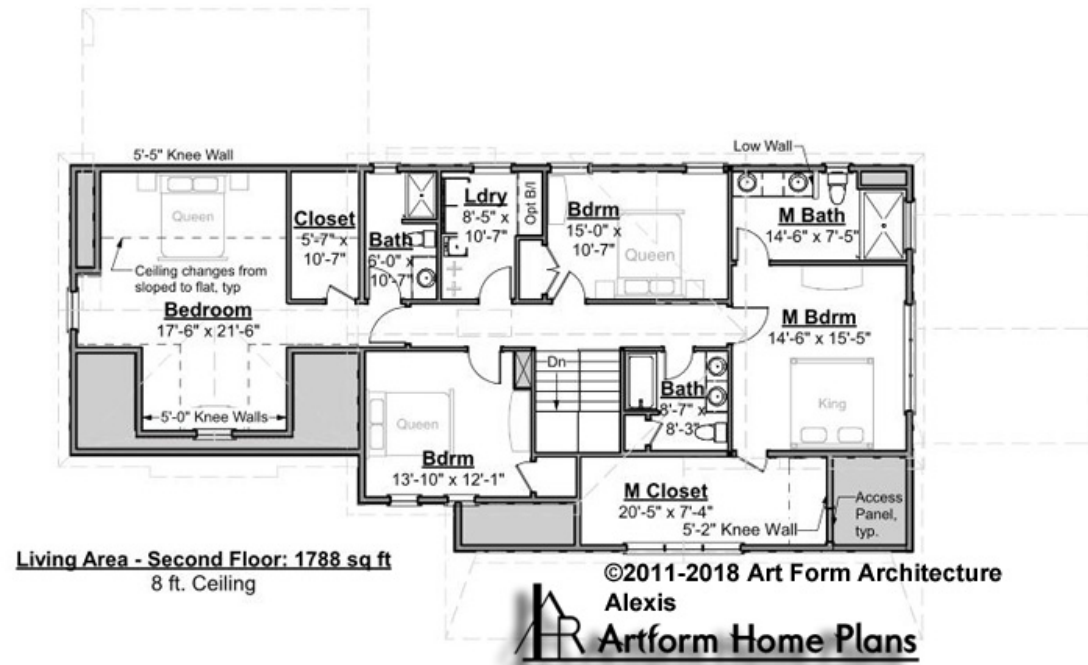 5'-5" Knee Wall
Low Wall
Queen
Closet
5'-7" x
10'-7"
Bath
6'-0" x
10'-7"
Ldry
8'-5" x
10'-7"
Opt B/I
Bdrm
15'-0" x
10'-7"
Queen
M Bath
14'-6" x 7'-5"
Ceiling changes from
sloped to flat, typ
Bedroom
17'-6" x 21'-6"
M Bdrm
14'-6" x 15'-5"
King
5'-0" Knee Walls
Queen
Bdrm
13'-10" x 12'-1"
Dn
Bath
8'-7" x
8'-3"
M Closet
20'-5" x 7'-4"
5'-2" Knee Wall
Access
Panel,
typ.
Living Area - Second Floor: 1788 sq ft
8 ft. Ceiling
©2011-2018 Art Form Architecture
Alexis
AHR Artform Home Plans